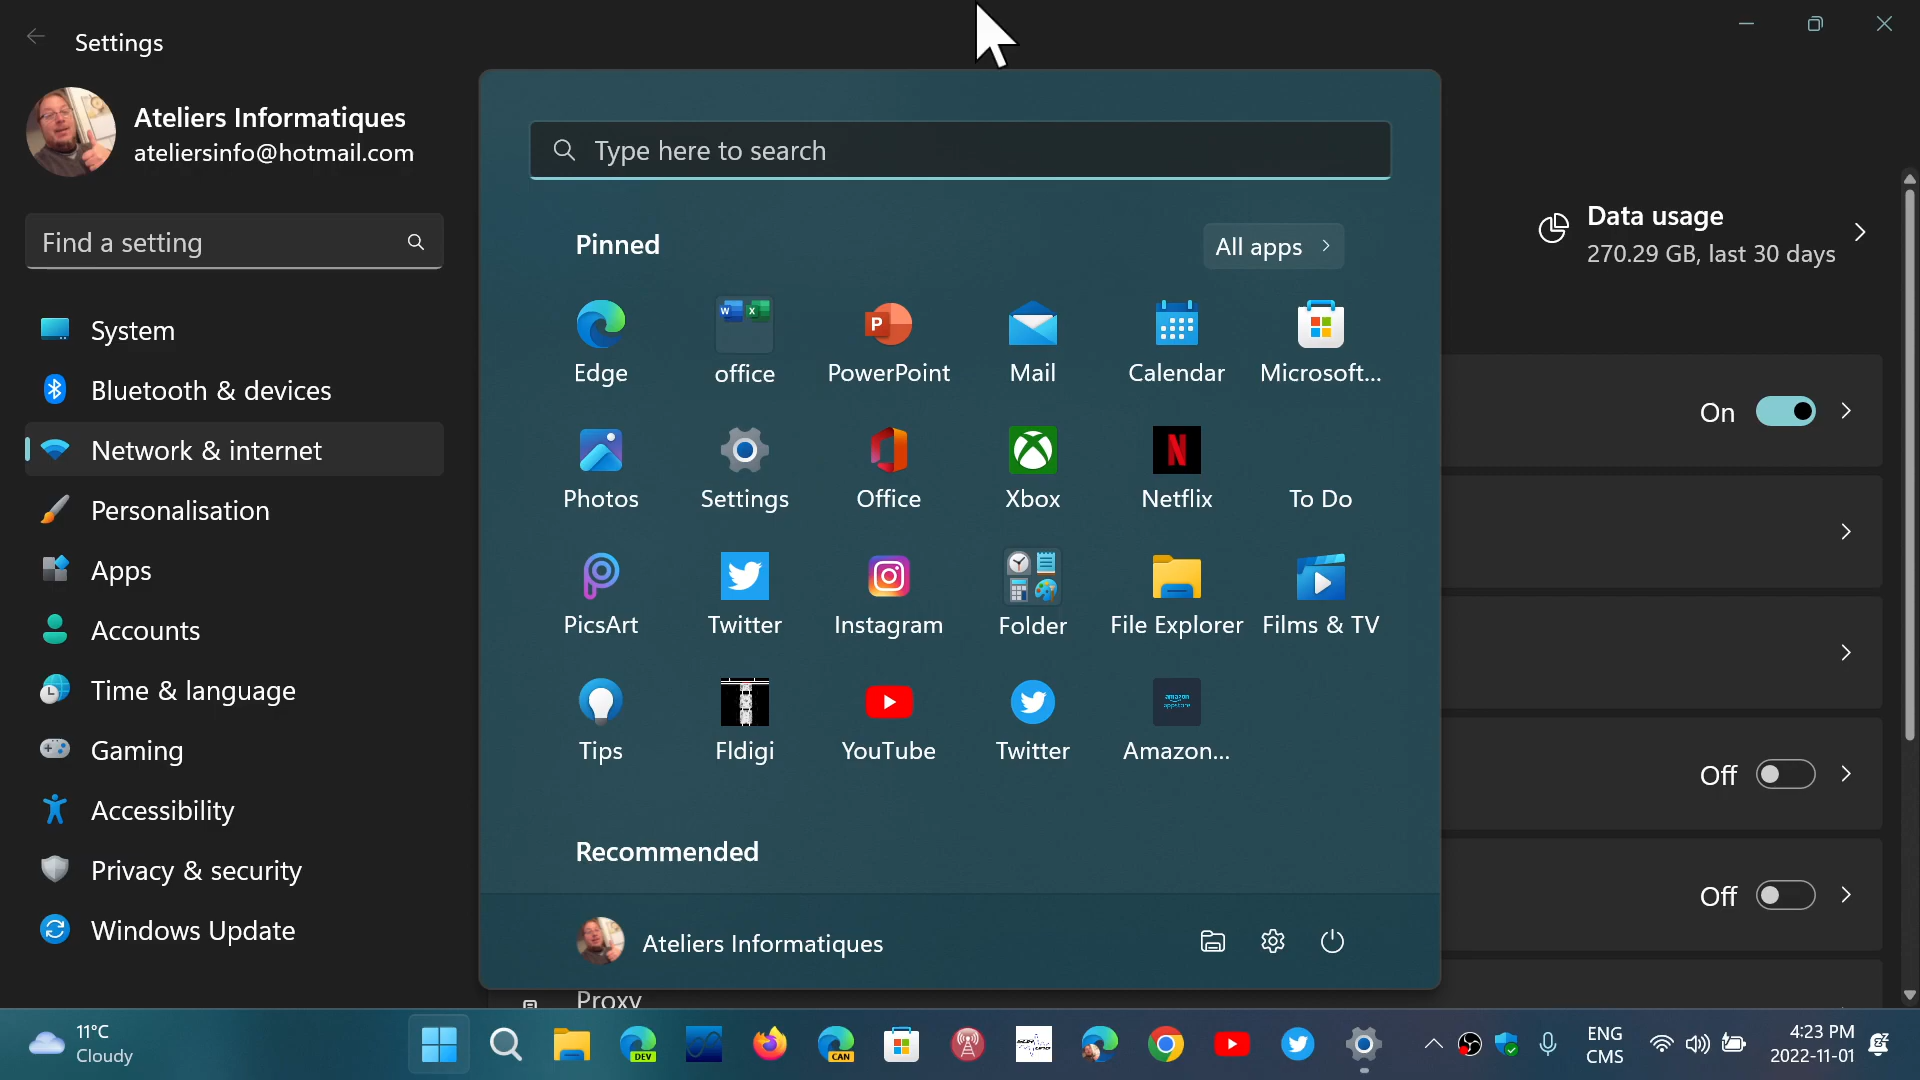 Settings
Ateliers Informatiques
ateliersinfo@hotmail.com
Find a setting
System
Bluetooth & devices
Network & internet
Personalisation
Apps
Accounts
Time & language
Gaming
Accessibility
Privacy & security
Windows Update
Type here to search
Pinned
All apps
Edge
office
PowerPoint
Mail
Calendar
Microsoft...
Photos
Settings
Office
Xbox
Netflix
To Do
PicsArt
Twitter
Instagram
Folder
File Explorer
Films & TV
Tips
Fldigi
YouTube
Twitter
amazon
appstore
Amazon...
Recommended
Ateliers Informatiques
Proxy
Data usage
270.29 GB, last 30 days
On
Off
Off
11°C
Cloudy
DEV
CAN
ENG
CMS
4:23 PM
2022-11-01